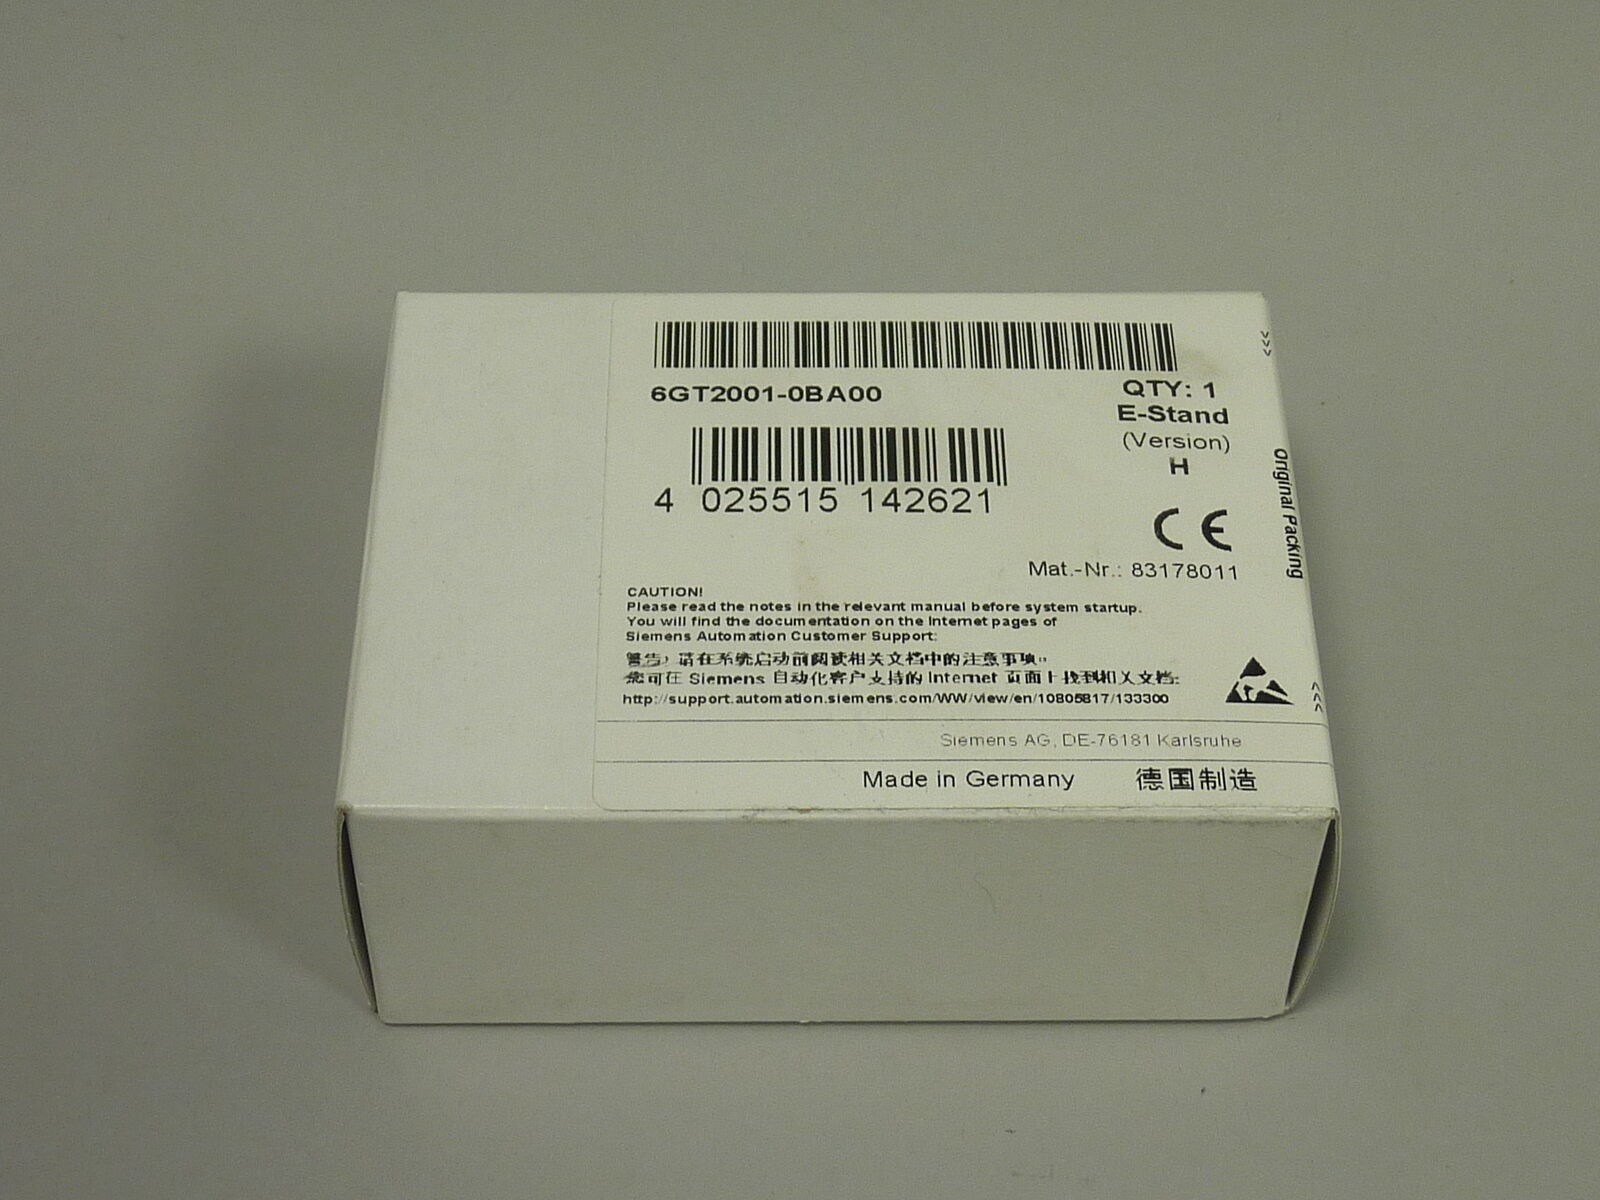 6GT2001-0BA00
QTY: 1
E-Stand
(Version)
H
4 025515 142621
CE
Mat.-Nr.: 83178011
CAUTION!
Please read the notes in the relevant manual before system startup.
You will find the documentation on the Internet pages of
Siemens Automation Customer Support:
警告！请在系统启动前阅读相关文档中的注意事项。
您可在 Siemens 自动化客户支持的 Internet 页面上找到相关文档:
http://support.automation.siemens.com/WW/view/en/10805817/133300
Siemens AG, DE-76181 Karlsruhe
Made in Germany 德国制造
>>>
Original Packing
<<<